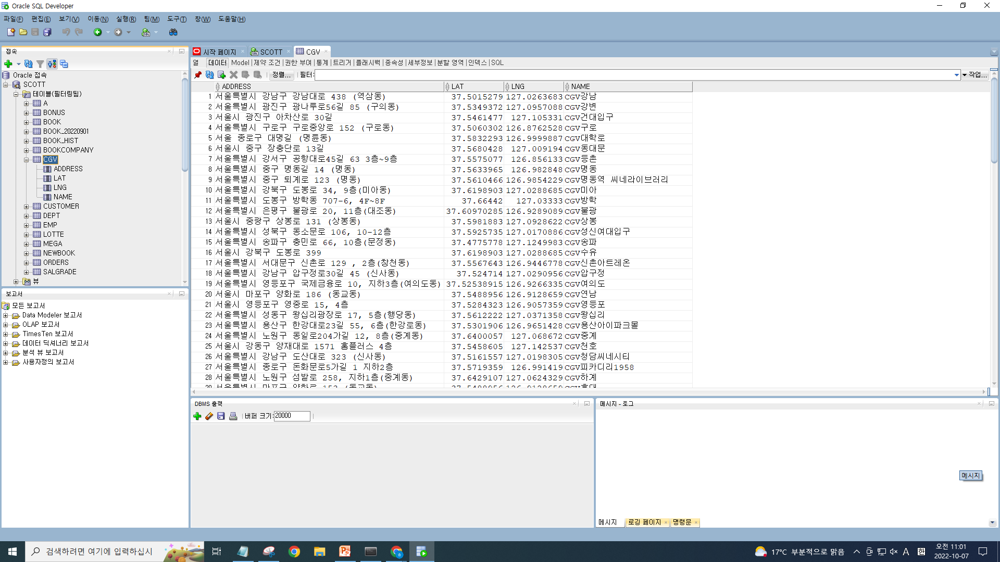 Oracle SQL Developer
파일(F) 편집(E) 보기(V) 이동(N) 실행(R) 팀(M) 도구(T) 창(W) 도움말(H)
접속
Oracle 접속
SCOTT
테이블(필터링됨)
A
BONUS
BOOK
BOOK_20220901
BOOK_HIST
BOOKCOMPANY
CGV
ADDRESS
LAT
LNG
NAME
CUSTOMER
DEPT
EMP
LOTTE
MEGA
NEWBOOK
ORDERS
SALGRADE
뷰
보고서
모든 보고서
Data Modeler 보고서
OLAP 보고서
TimesTen 보고서
데이터 딕셔너리 보고서
분석 뷰 보고서
사용자정의 보고서
시작 페이지 SCOTT CGV
열 데이터 Model 제약 조건 권한 부여 통계 트리거 플래시백 종속성 세부정보 분할 영역 인덱스 SQL
정렬... 필터: 작업...
ADDRESS LAT LNG NAME
1 서울특별시 강남구 강남대로 438 (역삼동) 37.5015279 127.0263683 CGV강남
2 서울특별시 광진구 광나루로56길 85 (구의동) 37.5349372 127.0957088 CGV강변
3 서울시 광진구 아차산로 30길 37.5461477 127.105331 CGV건대입구
4 서울특별시 구로구 구로중앙로 152 (구로동) 37.5060302 126.8762528 CGV구로
5 서울 종로구 대명길 (명륜동) 37.5832293 126.9999887 CGV대학로
6 서울시 중구 장충단로 13길 37.5680428 127.009194 CGV동대문
7 서울특별시 강서구 공항대로45길 63 3층~9층 37.5575077 126.856133 CGV등촌
8 서울특별시 중구 명동길 14 (명동) 37.5633965 126.982848 CGV명동
9 서울특별시 중구 퇴계로 123 (명동) 37.5610466 126.9854229 CGV명동역 씨네라이브러리
10 서울특별시 강북구 도봉로 34, 9층(미아동) 37.6198903 127.0288685 CGV미아
11 서울특별시 도봉구 방학동 707-6, 4F~8F 37.66442 127.03333 CGV방학
12 서울특별시 은평구 불광로 20, 11층(대조동) 37.60970285 126.9289089 CGV불광
13 서울시 중랑구 상봉로 131 (상봉동) 37.5981883 127.0928622 CGV상봉
14 서울특별시 성북구 동소문로 106, 10-12층 37.5925735 127.0170886 CGV성신여대입구
15 서울특별시 송파구 충민로 66, 10층(문정동) 37.4775778 127.1249983 CGV송파
16 서울시 강북구 도봉로 399 37.6198903 127.0288685 CGV수유
17 서울특별시 서대문구 신촌로 129 , 2층(창천동) 37.5567643 126.9446778 CGV신촌아트레온
18 서울시 강남구 압구정로30길 45 (신사동) 37.524714 127.0290956 CGV압구정
19 서울특별시 영등포구 국제금융로 10, 지하3층(여의도동) 37.52538915 126.9266335 CGV여의도
20 서울시 마포구 양화로 186 (동교동) 37.5488956 126.9128659 CGV연남
21 서울시 영등포구 영중로 15, 4층 37.5284323 126.9057359 CGV영등포
22 서울특별시 성동구 왕십리광장로 17, 5층(행당동) 37.5612222 127.0371358 CGV왕십리
23 서울특별시 용산구 한강대로23길 55, 6층(한강로동) 37.5301906 126.9651428 CGV용산아이파크몰
24 서울특별시 노원구 동일로204가길 12, 8층(중계동) 37.6400057 127.068672 CGV중계
25 서울시 강동구 양재대로 1571 홈플러스 4층 37.5458605 127.142537 CGV천호
26 서울특별시 강남구 도산대로 323 (신사동) 37.5161557 127.0198305 CGV청담씨네시티
27 서울특별시 종로구 돈화문로5가길 1 지하2층 37.5719359 126.991419 CGV피카디리1958
28 서울특별시 노원구 섬밭로 258, 지하1층(중계동) 37.6429107 127.0624329 CGV하계
29 서울특별시 마포구 양화로 153 (동교동) 37.5488956 126.9128659 CGV홍대
DBMS 출력
버퍼 크기: 20000
메시지 - 로그
메시지
메시지 로깅 페이지 명령문
검색하려면 여기에 입력하십시
17°C 부분적으로 맑음 A 한
오전 11:01
2022-10-07